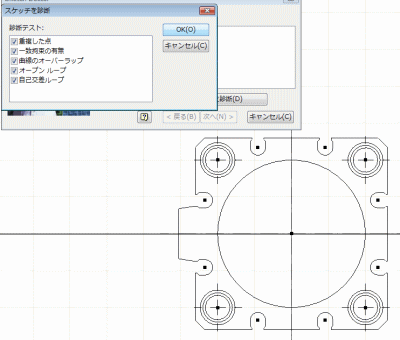 スケッチを診断
診断テスト:
重複した点
一致拘束の有無
曲線のオーバーラップ
オープン ループ
自己交差ループ
OK(O)
キャンセル(C)
診断(D)
< 戻る(B)
次へ(N) >
キャンセル(C)